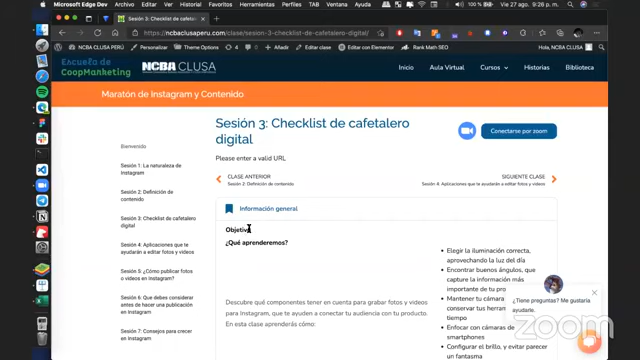 Microsoft Edge Dev Archivo Editar Ver Historial Favoritos Perfiles Pestaña Ventana Ayuda 100 % Vie 27 ago. 9:26 p. m.
Sesión 3: Checklist de cafetaler
https://ncbaclusaperu.com/clase/sesion-3-checklist-de-cafetalero-digital/
NCBA CLUSA PERÚ Personalizar 5 0 Añadir Editar clase Editar con Elementor Rank Math SEO Hola, NCBA CLUSA PERÚ
Escuela de
CoopMarketing
NCBA CLUSA
Inicio Aula Virtual Cursos Historias Biblioteca
Maratón de Instagram y Contenido
Bienvenido
Sesión 1: La naturaleza de
Instagram
Sesión 2: Definición de
contenido
Sesión 3: Checklist de cafetalero
digital
Sesión 4: Aplicaciones que te
ayudarán a editar fotos y videos
Sesión 5: ¿Cómo publicar fotos
o videos en Instagram?
Sesión 6: Que debes considerar
antes de hacer una publicación
en Instagram
Sesión 7: Consejos para crecer
en Instagram
Sesión 3: Checklist de cafetalero
digital
Please enter a valid URL
Conectarse por zoom
CLASE ANTERIOR
Sesión 2: Definición de contenido
SIGUIENTE CLASE
Sesión 4: Aplicaciones que te ayudarán a editar fotos y videos
Información general
Objetivo
¿Qué aprenderemos?
Descubre qué componentes tener en cuenta para grabar fotos y videos
para Instagram, que te ayuden a conectar tu audiencia con tu producto.
En esta clase aprenderás cómo:
Elegir la iluminación correcta,
aprovechando la luz del día
Encontrar buenos ángulos, que
capture la información más
importante de tu pro
Mantener tu cámara
conservar tus herram
tiempo
Enfocar con cámaras de
smartphones
Configurar el brillo, y evitar parecer
un fantasma
¿Tiene preguntas? Me gustaría
ayudarle.
zoom